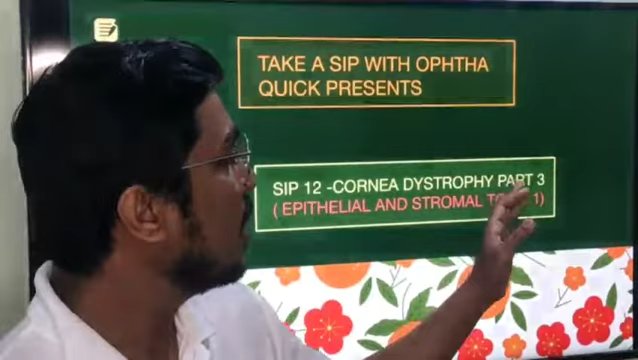 TAKE A SIP WITH OPHTHA
QUICK PRESENTS
SIP 12 -CORNEA DYSTROPHY PART 3
( EPITHELIAL AND STROMAL 1)